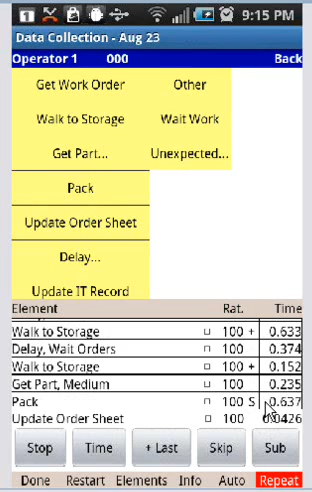 1 9:15 PM
Data Collection - Aug 23
Operator 1 000 Back
Get Work Order Other
Walk to Storage Wait Work
Get Part... Unexpected...
Pack
Update Order Sheet
Delay...
Update IT Record
Element Rat. Time
Walk to Storage 100 + 0.633
Delay, Wait Orders 100 0.374
Walk to Storage 100 + 0.152
Get Part, Medium 100 0.235
Pack 100 S 0.637
Update Order Sheet 100
Stop Time + Last Skip Sub
Done Restart Elements Info Auto Repeat